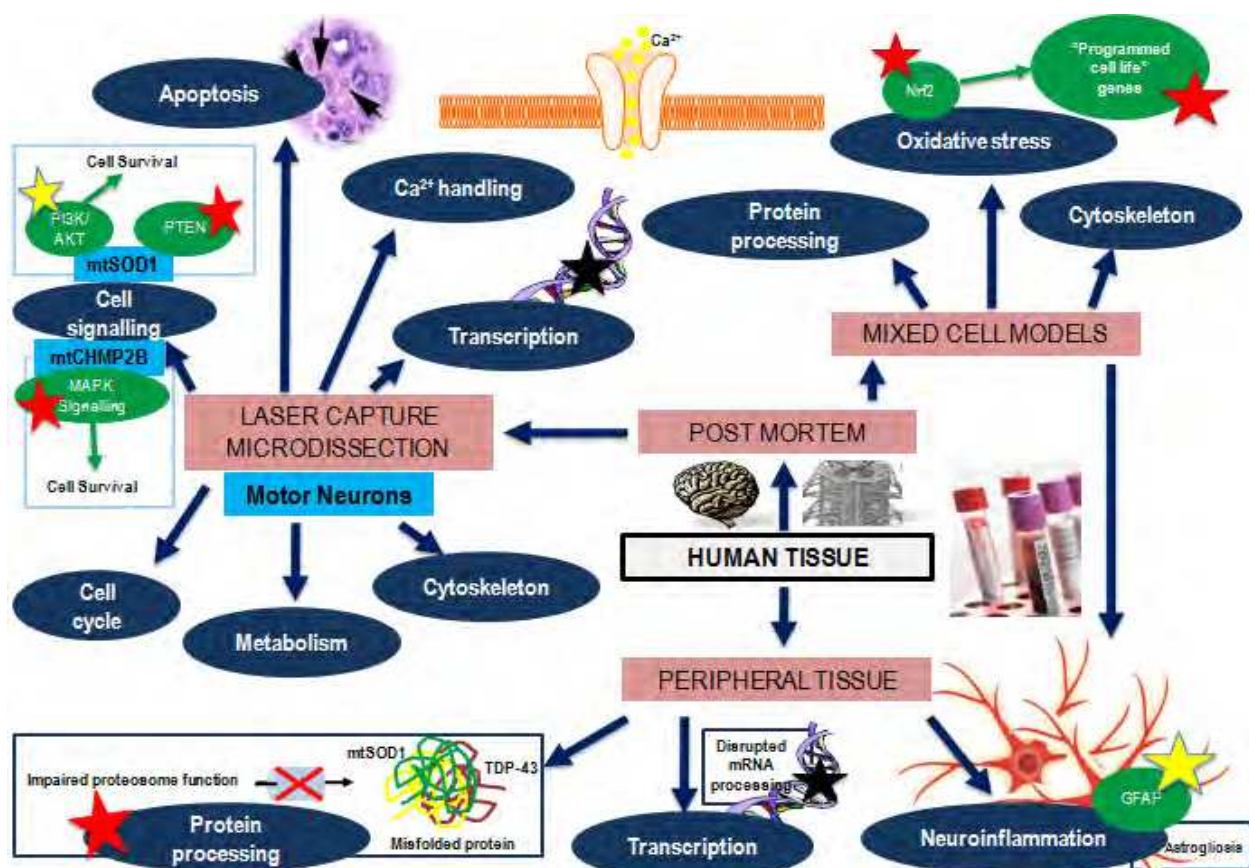 Apoptosis
Ca²⁺
"Programmed
cell life"
genes
Nrf2
Oxidative stress
Cell Survival
PI3K/
AKT
PTEN
mtSOD1
Cell
signalling
mtCHMP2B
MAPK
Signalling
Cell Survival
Ca²⁺ handling
Transcription
Protein
processing
Cytoskeleton
MIXED CELL MODELS
LASER CAPTURE
MICRODISSECTION
Motor Neurons
POST MORTEM
HUMAN TISSUE
Cell
cycle
Metabolism
Cytoskeleton
PERIPHERAL TISSUE
mtSOD1
TDP-43
Impaired proteosome function
Misfolded protein
Protein
processing
Disrupted
mRNA
processing
Transcription
GFAP
Neuroinflammation
Astrogliosis